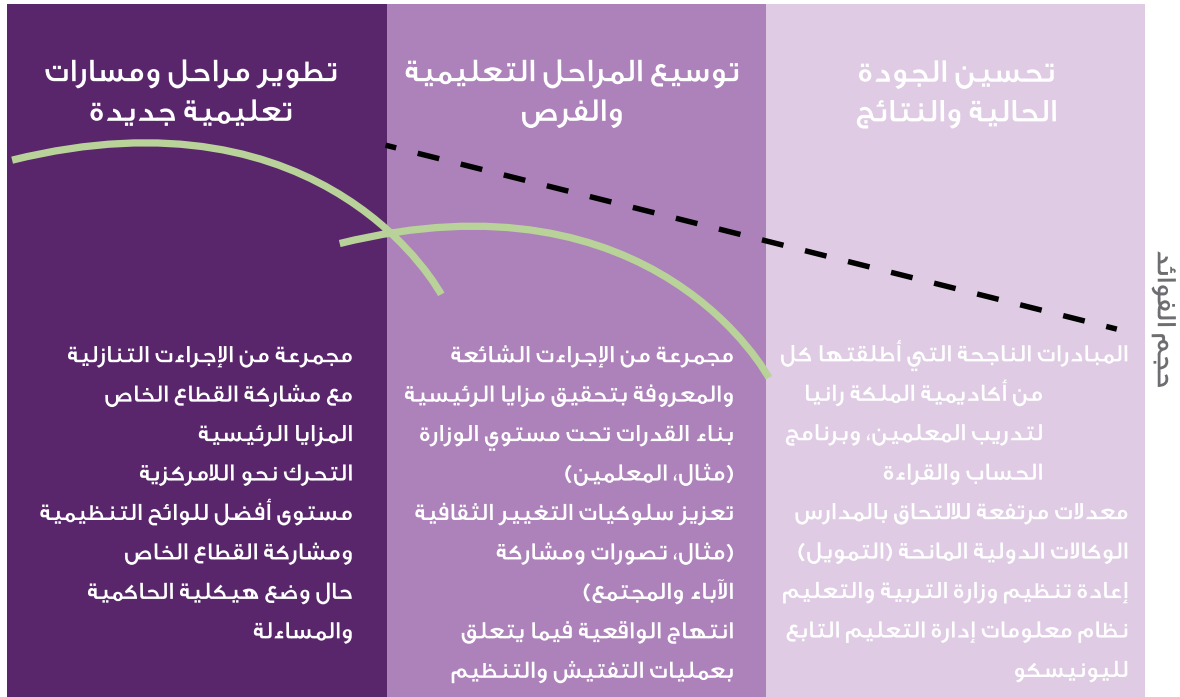 تحسين الجودة
الحالية والنتائج
المبادرات الناجحة التي أطلقتها كل
من أكاديمية الملكة رانيا
لتدريب المعلمين، وبرنامج
الحساب والقراءة
معدلات مرتفعة للالتحاق بالمدارس
الوكالات الدولية المانحة (التمويل)
إعادة تنظيم وزارة التربية والتعليم
نظام معلومات إدارة التعليم التابع
لليونيسكو
توسيع المراحل التعليمية
والفرص
مجمرعة من الإجراءت الشائعة
والمعروفة بتحقيق مزايا الرئيسية
بناء القدرات تحت مستوي الوزارة
(مثال، المعلمين)
تعزيز سلوكيات التغيير الثقافية
(مثال، تصورات ومشاركة
الآباء والمجتمع)
انتهاج الواقعية فيما يتعلق
بعمليات التفتيش والتنظيم
تطوير مراحل ومسارات
تعليمية جديدة
مجمرعة من الإجراءت التنازلية
مع مشاركة القطاع الخاص
المزايا الرئيسية
التحرك نحو اللامركزية
مستوى أفضل للوائح التنظيمية
ومشاركة القطاع الخاص
حال وضع هيكلية الحاكمية
والمساءلة
حجم الفوائد